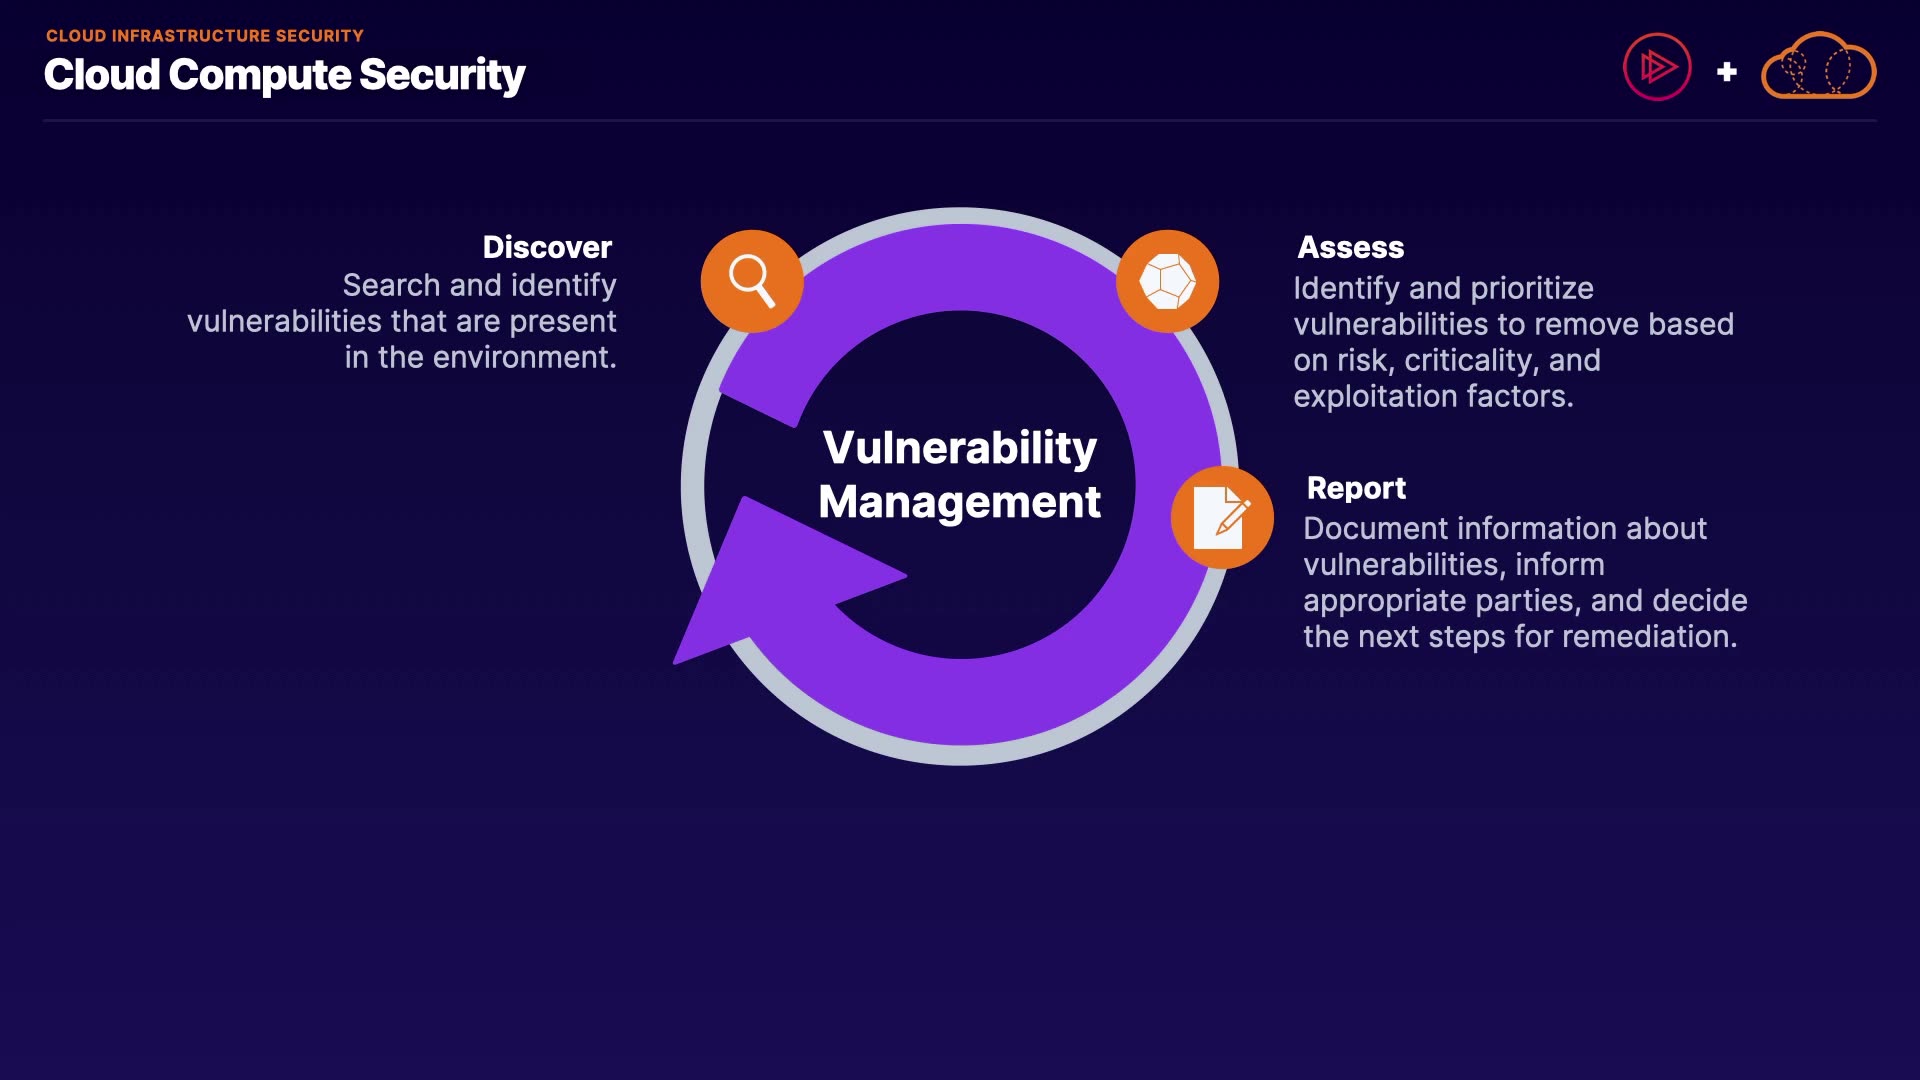 CLOUD INFRASTRUCTURE SECURITY
Cloud Compute Security
+
Discover
Search and identify
vulnerabilities that are present
in the environment.
Vulnerability
Management
Assess
Identify and prioritize
vulnerabilities to remove based
on risk, criticality, and
exploitation factors.
Report
Document information about
vulnerabilities, inform
appropriate parties, and decide
the next steps for remediation.